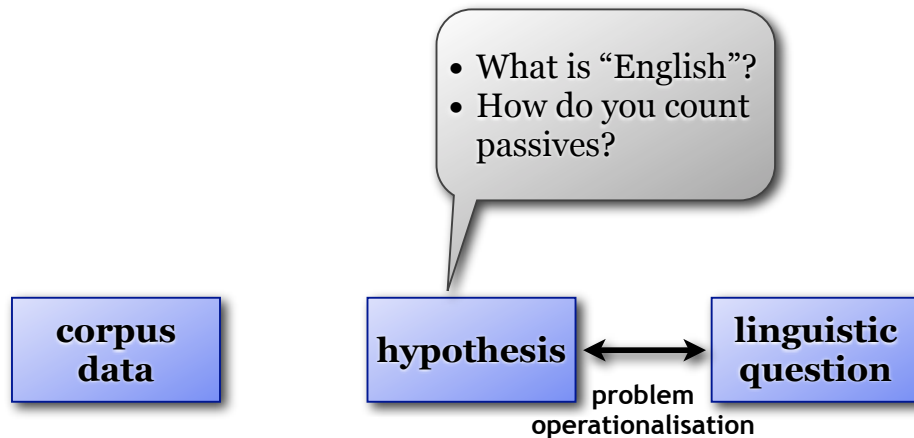 • What is “English”?
• How do you count
passives?
corpus
data
hypothesis
linguistic
question
problem
operationalisation